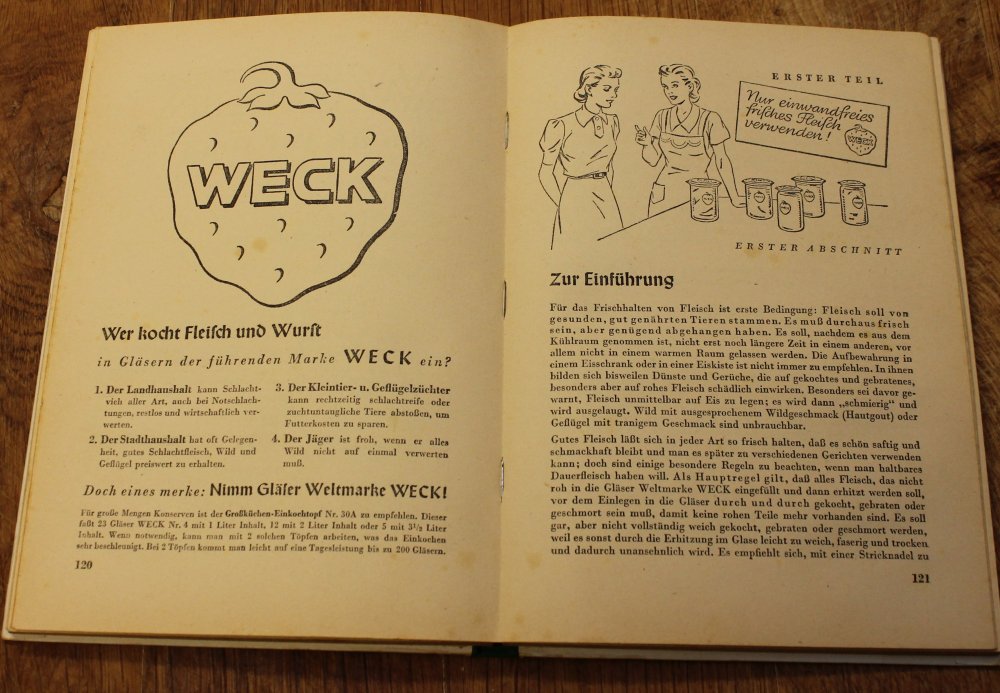 WECK
Wer kocht Fleisch und Wurst
in Gläsern der führenden Marke WECK ein?
1. Der Landhaushalt kann Schlacht-
vieh aller Art, auch bei Notschlach-
tungen, restlos und wirtschaftlich ver-
werten.
2. Der Stadthaushalt hat oft Gelegen-
heit, gutes Schlachtfleisch, Wild und
Geflügel preiswert zu erhalten.
3. Der Kleintier- u. Geflügelzüchter
kann rechtzeitig schlachtreife oder
zuchtuntaugliche Tiere abstoßen, um
Futterkosten zu sparen.
4. Der Jäger ist froh, wenn er alles
Wild nicht auf einmal verwerten
muß.
Doch eines merke: Nimm Gläser Weltmarke WECK!
Für große Mengen Konserven ist der Großküchen-Einkochtopf Nr. 30A zu empfehlen. Dieser
faßt 23 Gläser WECK Nr. 4 mit 1 Liter Inhalt, 12 mit 2 Liter Inhalt oder 5 mit 3½ Liter
Inhalt. Wenn notwendig, kann man mit 2 solchen Töpfen arbeiten, was das Einkochen
sehr beschleunigt. Bei 2 Töpfen kommt man leicht auf eine Tagesleistung bis zu 200 Gläsern.
120
ERSTER TEIL
Nur einwandfreies
frisches Fleisch
verwenden!
WECK
ERSTER ABSCHNITT
Zur Einführung
Für das Frischhalten von Fleisch ist erste Bedingung: Fleisch soll von
gesunden, gut genährten Tieren stammen. Es muß durchaus frisch
sein, aber genügend abgehangen haben. Es soll, nachdem es aus dem
Kühlraum genommen ist, nicht erst noch längere Zeit in einem anderen, vor
allem nicht in einem warmen Raum gelassen werden. Die Aufbewahrung in
einem Eisschrank oder in einer Eiskiste ist nicht immer zu empfehlen. In ihnen
bilden sich bisweilen Dünste und Gerüche, die auf gekochtes und gebratenes,
besonders aber auf rohes Fleisch schädlich einwirken. Besonders sei davor ge-
warnt, Fleisch unmittelbar auf Eis zu legen; es wird dann „schmierig“ und
wird ausgelaugt. Wild mit ausgesprochenem Wildgeschmack (Hautgout) oder
Geflügel mit tranigem Geschmack sind unbrauchbar.
Gutes Fleisch läßt sich in jeder Art so frisch halten, daß es schön saftig und
schmackhaft bleibt und man es später zu verschiedenen Gerichten verwenden
kann; doch sind einige besondere Regeln zu beachten, wenn man haltbares
Dauerfleisch haben will. Als Hauptregel gilt, daß alles Fleisch, das nicht
roh in die Gläser Weltmarke WECK eingefüllt und dann erhitzt werden soll,
vor dem Einlegen in die Gläser durch und durch gekocht, gebraten oder
geschmort sein muß, damit keine rohen Teile mehr vorhanden sind. Es soll
gar, aber nicht vollständig weich gekocht, gebraten oder geschmort werden,
weil es sonst durch die Erhitzung im Glase leicht zu weich, faserig und trocken
und dadurch unansehnlich wird. Es empfiehlt sich, mit einer Stricknadel zu
121